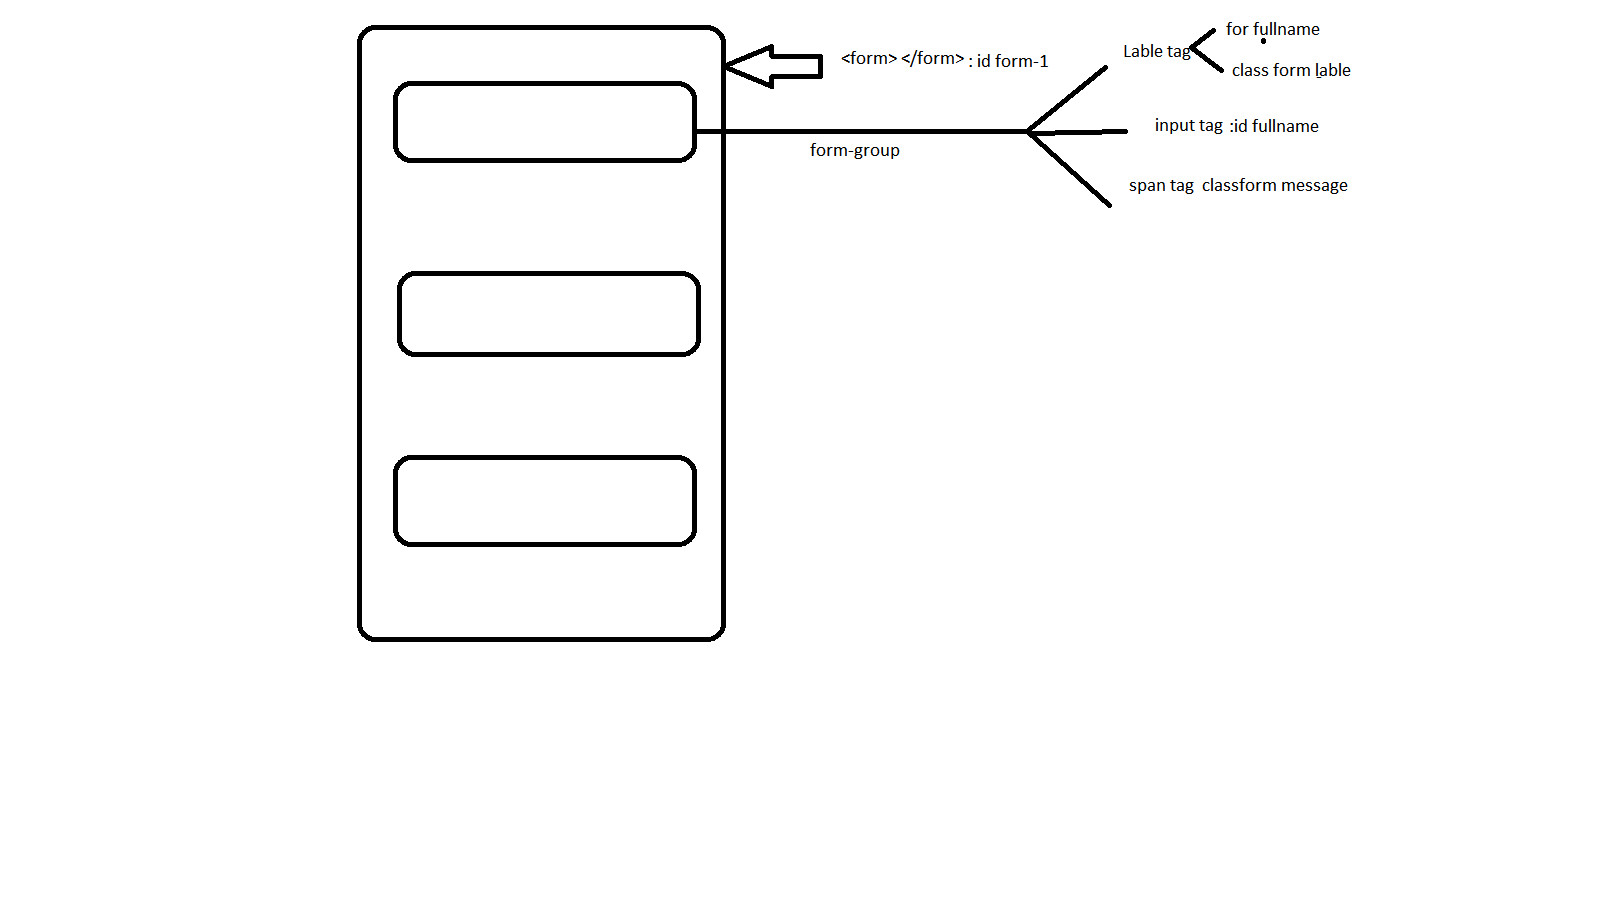 for fullname
Lable tag
<form> </form> : id form-1
class form lable
input tag :id fullname
form-group
span tag classform message